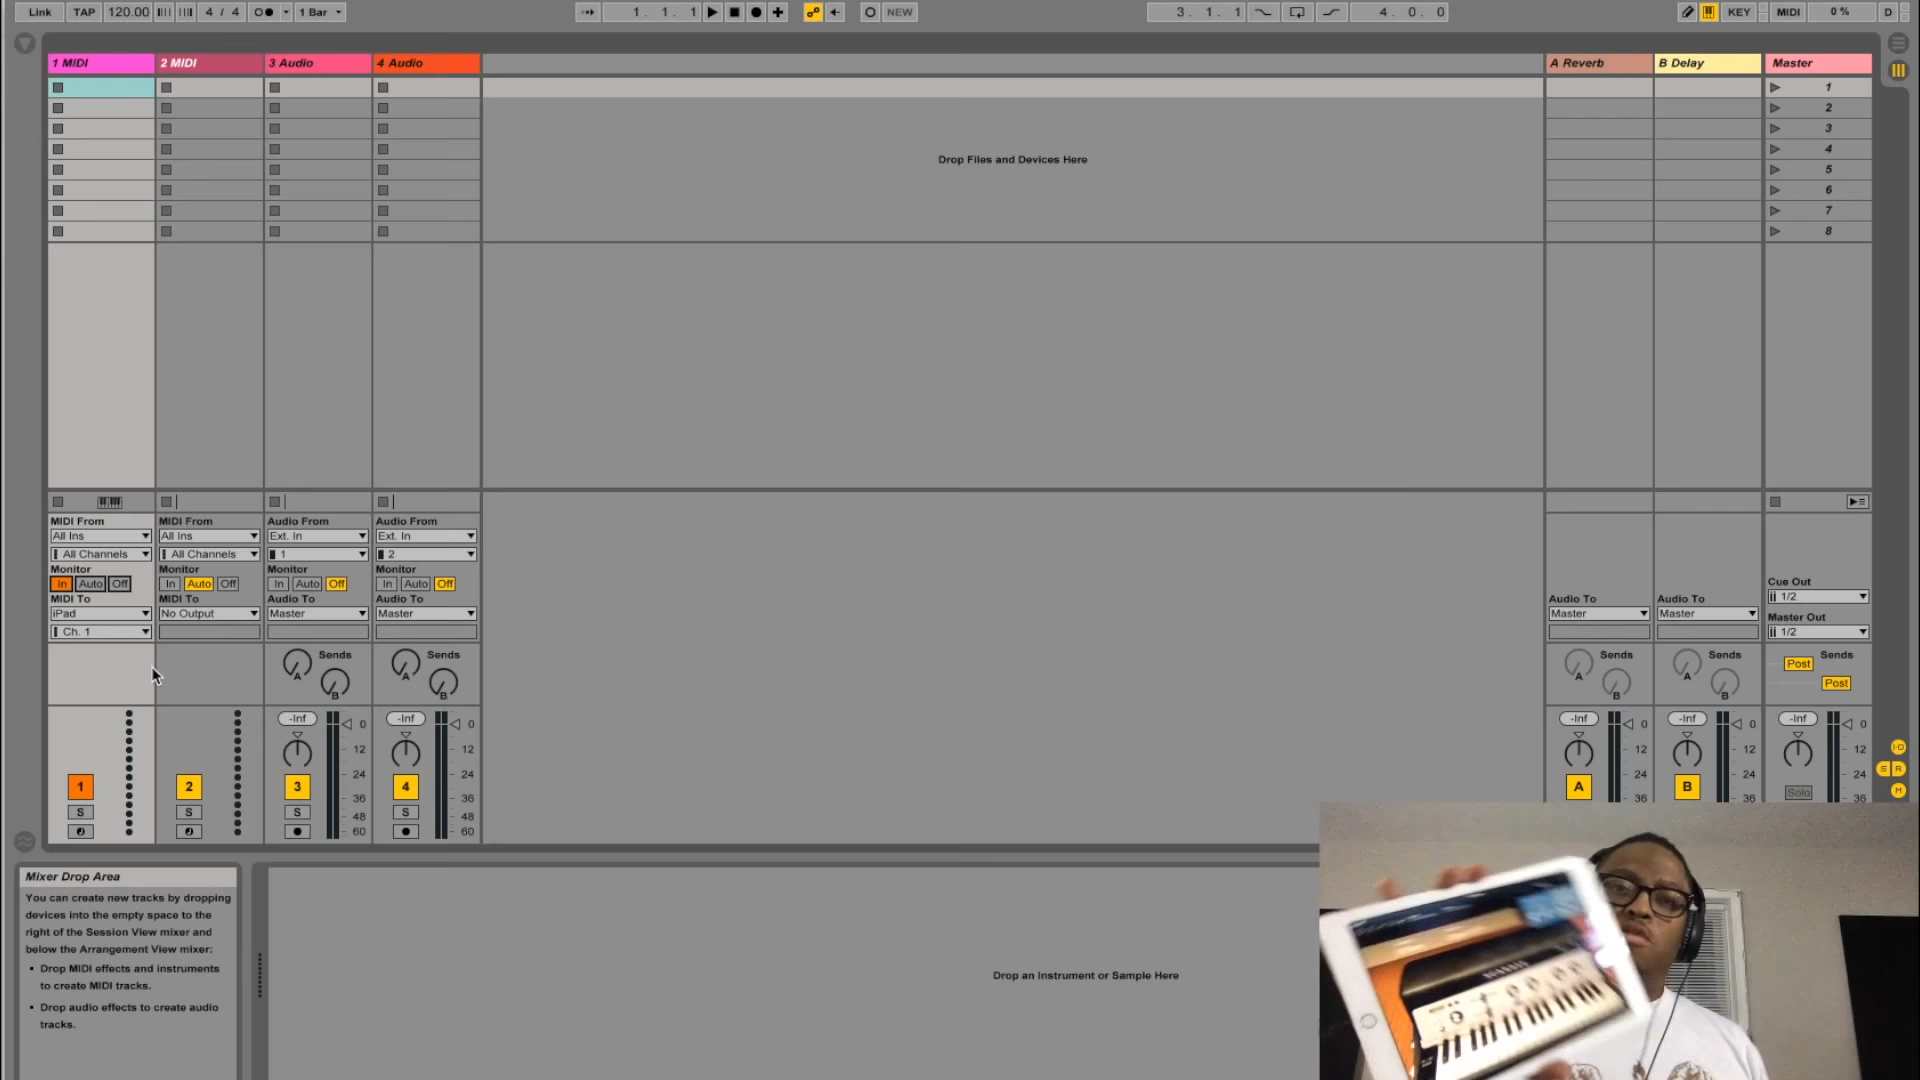 Link TAP 120.00 4 / 4 1 Bar 1. 1. 1 NEW 3. 1. 1 4. 0. 0 KEY MIDI 0 % D
1 MIDI 2 MIDI 3 Audio 4 Audio A Reverb B Delay Master
1
2
3
4
5
6
7
8
Drop Files and Devices Here
MIDI From MIDI From Audio From Audio From
All Ins All Ins Ext. In Ext. In
All Channels All Channels 1 2
Monitor Monitor Monitor Monitor
In Auto Off In Auto Off In Auto Off In Auto Off
MIDI To MIDI To Audio To Audio To Audio To Audio To
iPad No Output Master Master Master Master
Ch. 1
Cue Out
1/2
Master Out
1/2
Sends Sends Sends Sends Sends
A A A A Post
B B B B Post
-Inf 0 -Inf 0 -Inf 0 -Inf 0 -Inf 0
12 12 12 12 12
24 24 24 24 24
1 2 3 4 A B
36 36 36 36 36
S S S S Solo
48 48
60 60
I-O
S R
M
Mixer Drop Area
You can create new tracks by dropping
devices into the empty space to the
right of the Session View mixer and
below the Arrangement View mixer:
Drop MIDI effects and instruments
to create MIDI tracks.
Drop audio effects to create audio
tracks.
Drop an Instrument or Sample Here